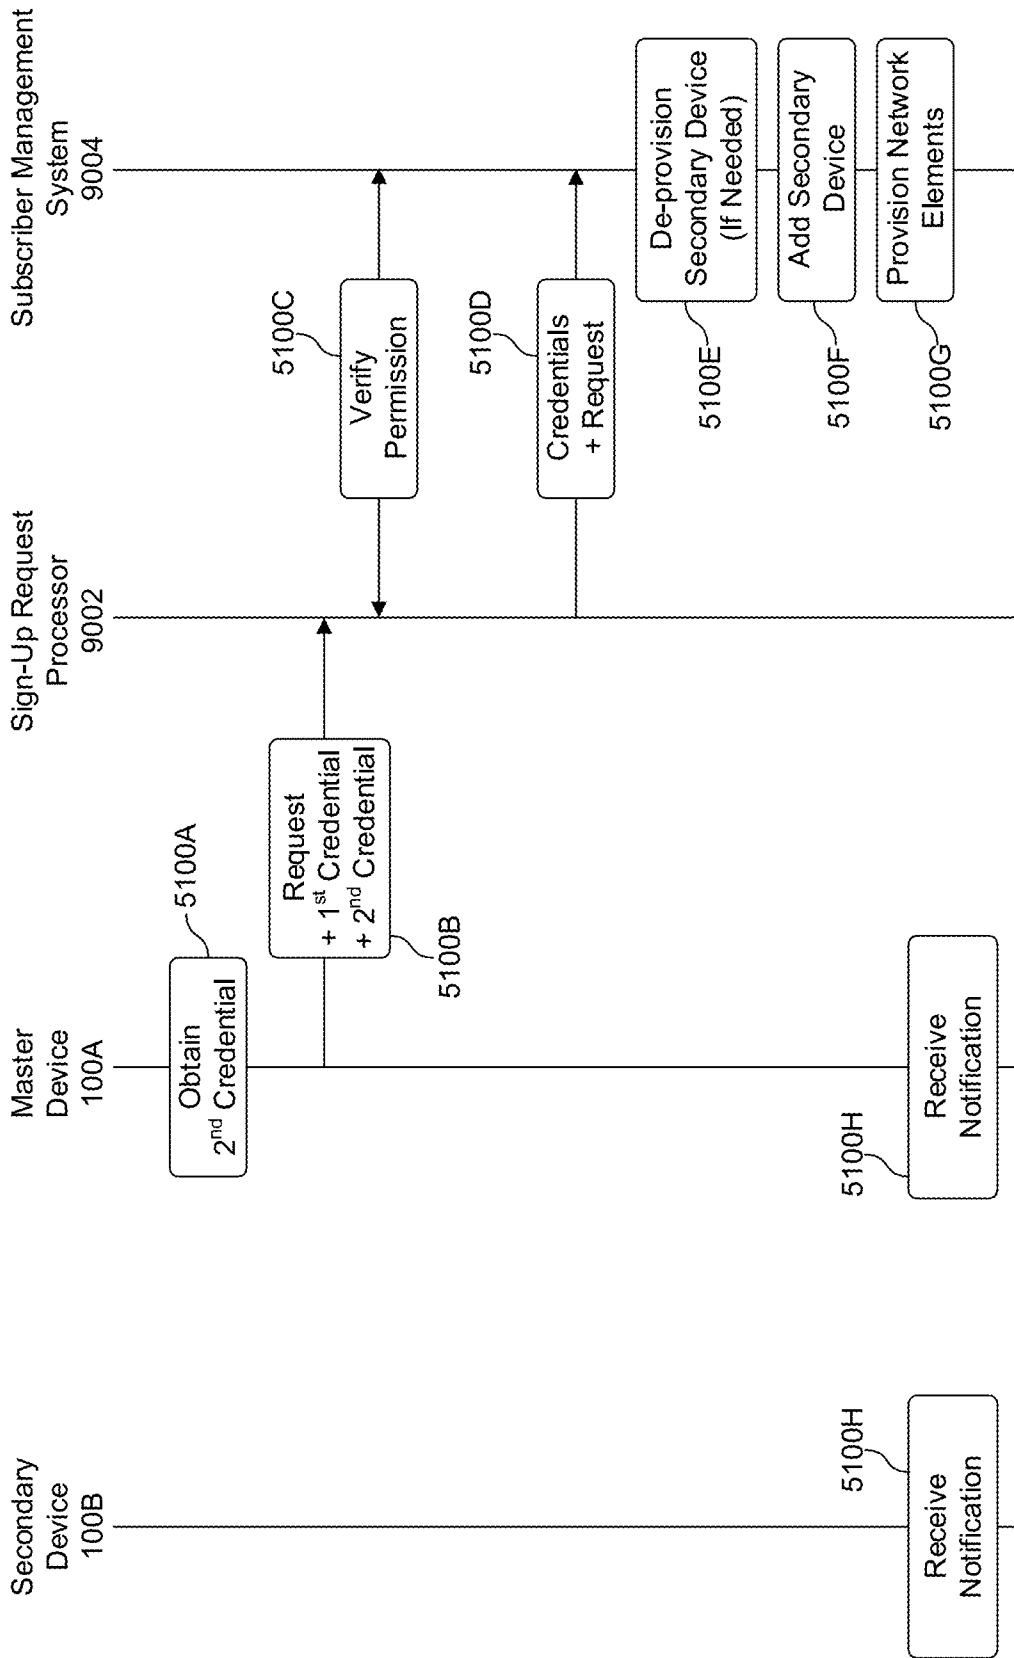 Secondary
Device
100B
Master
Device
100A
Sign-Up Request
Processor
9002
Subscriber Management
System
9004
Obtain
2nd Credential
5100A
Request
+ 1st Credential
+ 2nd Credential
5100B
Verify
Permission
5100C
Credentials
+ Request
5100D
De-provision
Secondary Device
(If Needed)
5100E
Add Secondary
Device
5100F
Provision Network
Elements
5100G
Receive
Notification
5100H
Receive
Notification
5100H